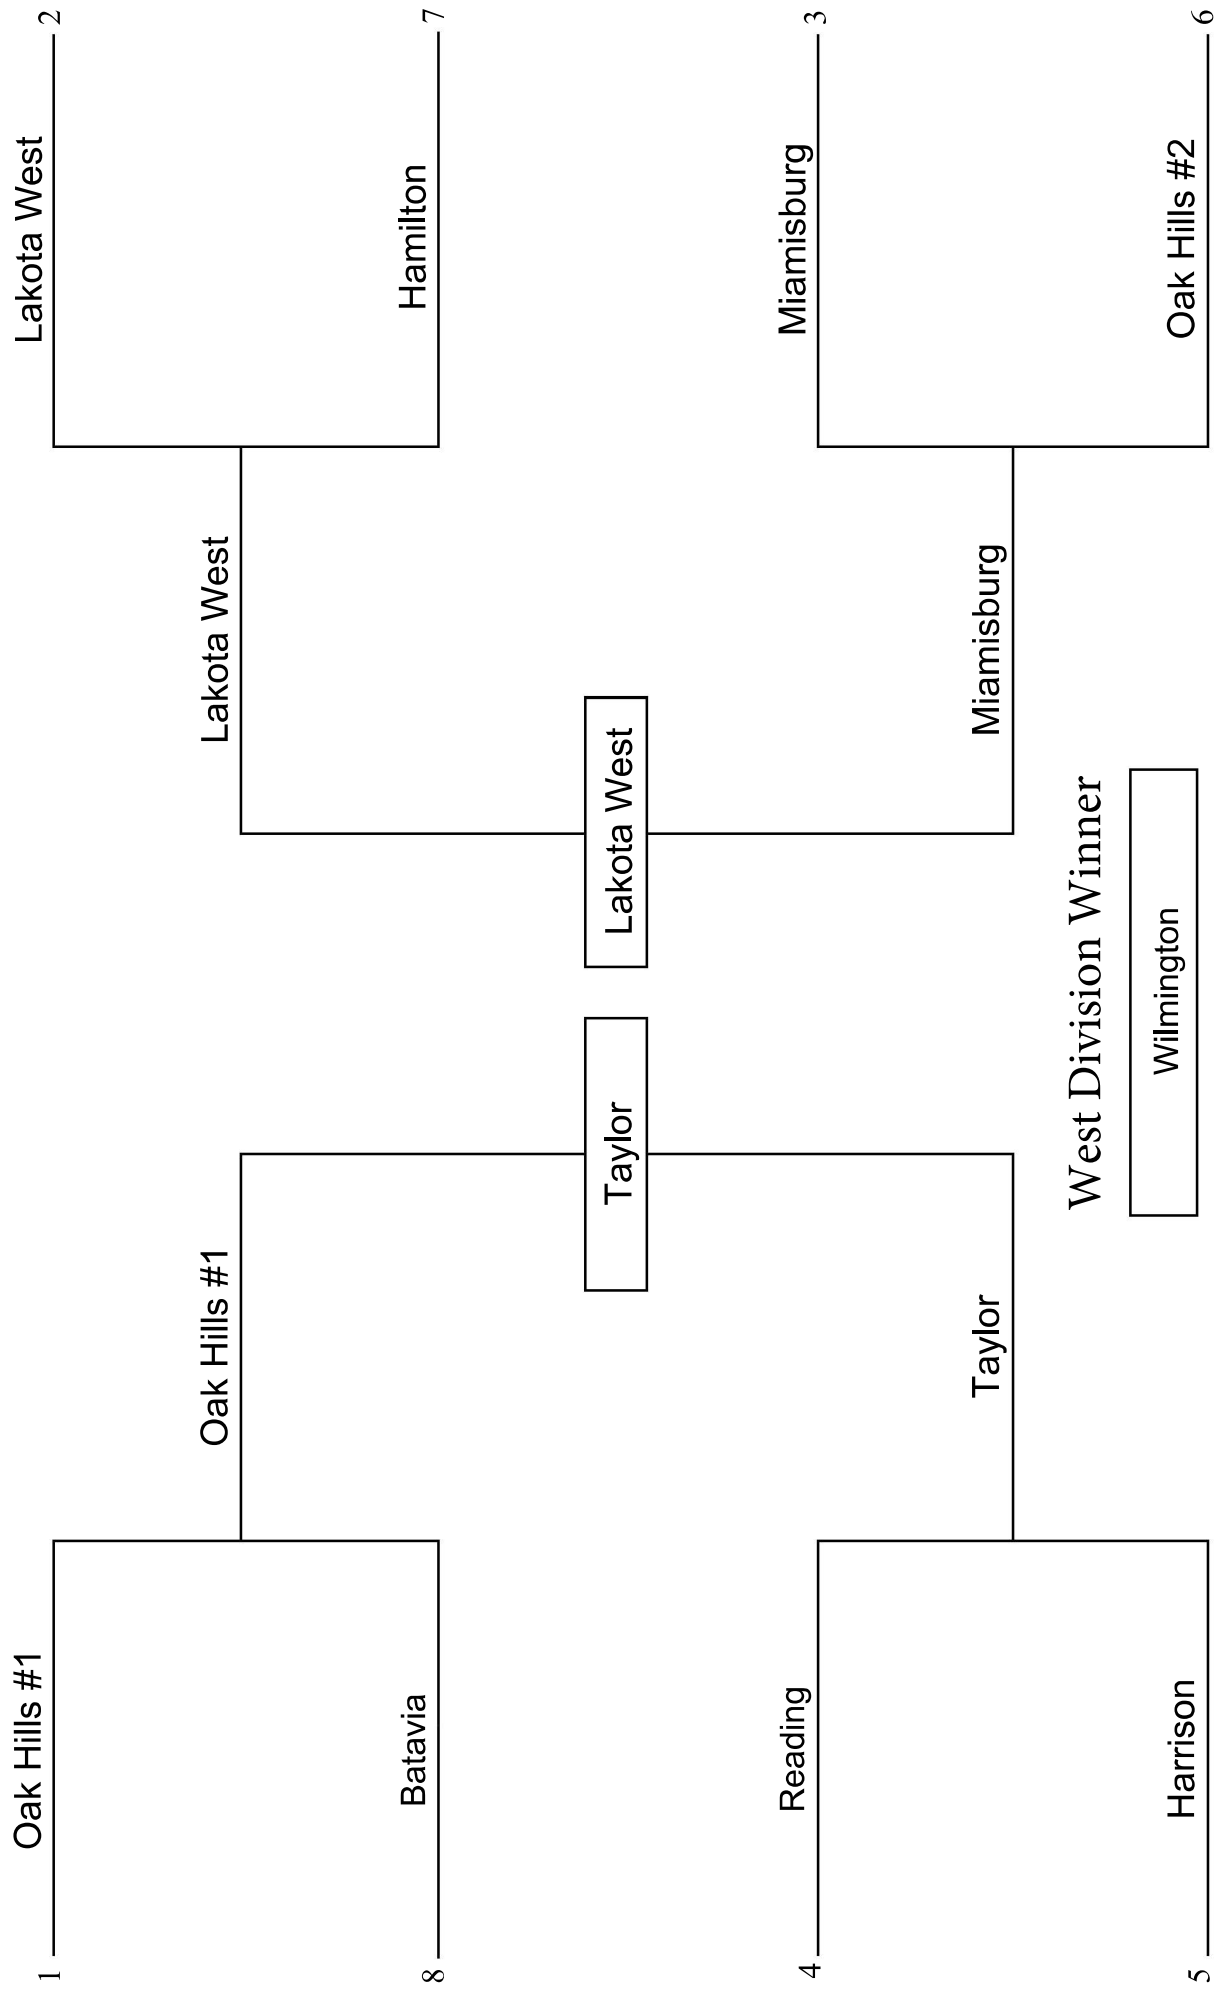 1
Oak Hills #1
8
Batavia
4
Reading
5
Harrison
Oak Hills #1
Taylor
Taylor
Lakota West
Lakota West
Miamisburg
Lakota West
2
Hamilton
7
Miamisburg
3
Oak Hills #2
6
West Division Winner
Wilmington